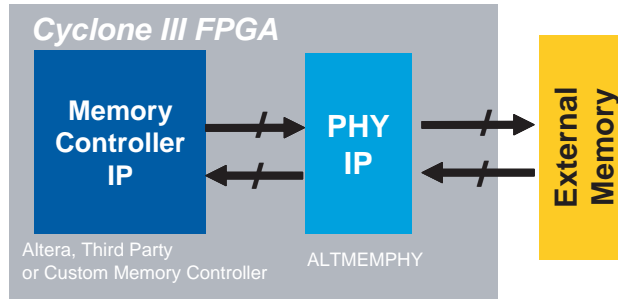 Cyclone III FPGA
Memory
Controller
IP
PHY
IP
External
Memory
Altera, Third Party
or Custom Memory Controller
ALTMEMPHY